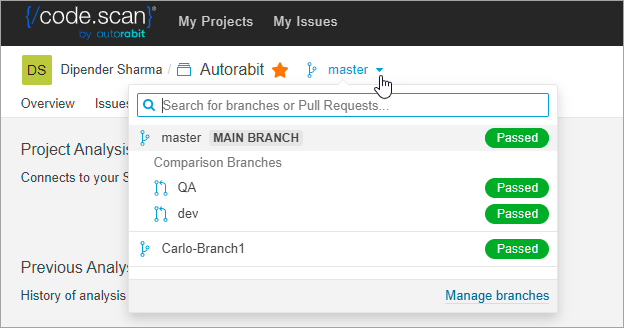 {/code.scan}®
by autorabit
My Projects My Issues
DS Dipender Sharma / Autorabit master
Overview Issues
Search for branches or Pull Requests...
master MAIN BRANCH Passed
Project Analysis
Comparison Branches
Connects to your S
QA Passed
dev Passed
Carlo-Branch1 Passed
Previous Analys
History of analysis
Manage branches